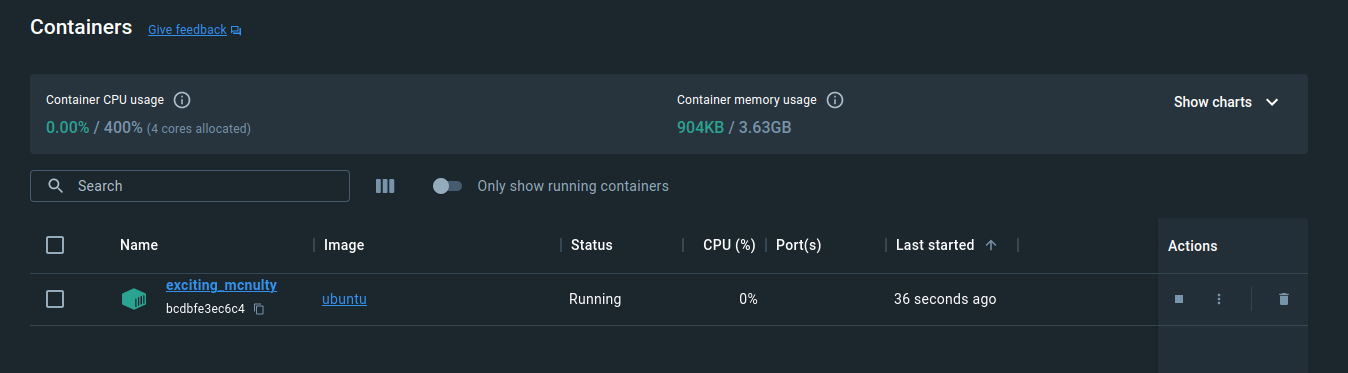 Containers Give feedback
Container CPU usage
0.00% / 400% (4 cores allocated)
Container memory usage
904KB / 3.63GB
Show charts
Search
Only show running containers
Name Image Status CPU (%) Port(s) Last started Actions
exciting_mcnulty
bcdbfe3ec6c4
ubuntu Running 0% 36 seconds ago